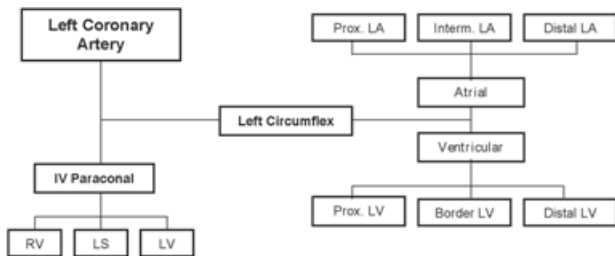 Left Coronary
Artery
Prox. LA
Interm. LA
Distal LA
Atrial
Left Circumflex
Ventricular
IV Paraconal
Prox. LV
Border LV
Distal LV
RV
LS
LV